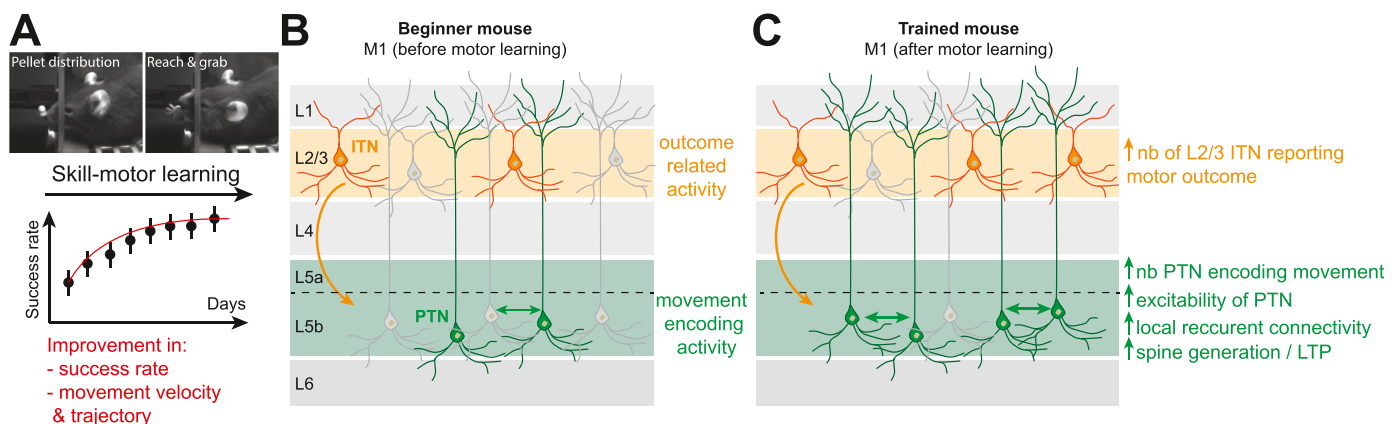 A
Pellet distribution
Reach & grab
Skill-motor learning
Success rate
Days
Improvement in:
- success rate
- movement velocity
& trajectory
B
Beginner mouse
M1 (before motor learning)
L1
L2/3
L4
L5a
L5b
L6
ITN
PTN
outcome
related
activity
movement
encoding
activity
C
Trained mouse
M1 (after motor learning)
nb of L2/3 ITN reporting
motor outcome
nb PTN encoding movement
excitability of PTN
local reccurent connectivity
spine generation / LTP